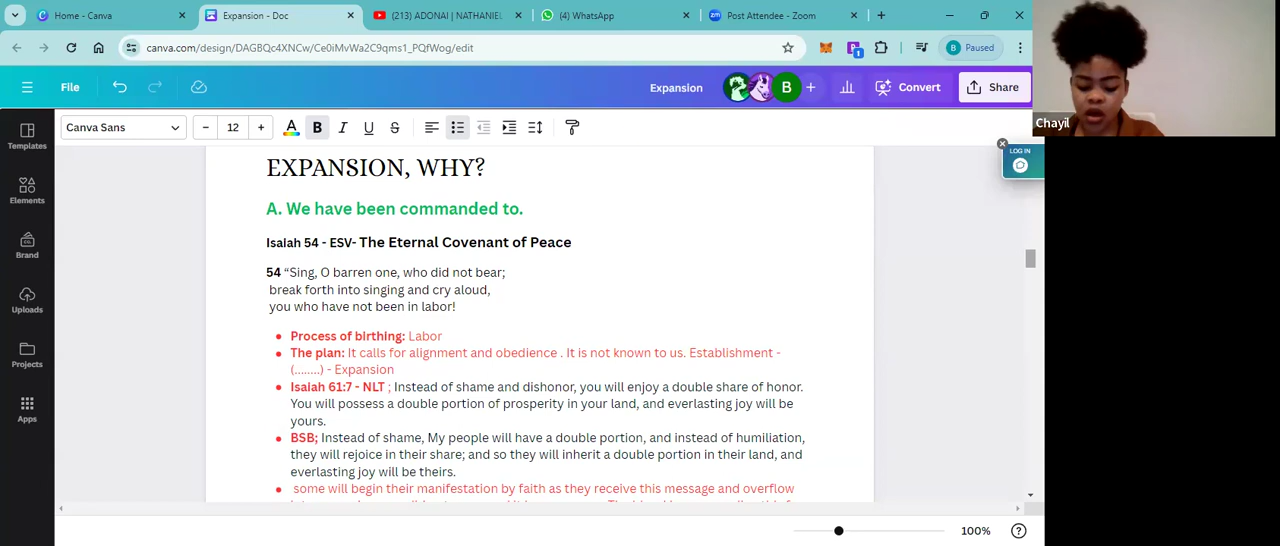 Home - Canva
Expansion - Doc
(213) ADONAI | NATHANIEL
(4) WhatsApp
Post Attendee - Zoom
canva.com/design/DAGBQc4XNCw/Ce0iMvWa2C9qms1_PQfWog/edit
1
B Paused
File
Expansion
B
Convert
Share
Chayil
LOG IN
Canva Sans
12
A B I U S
Templates
Elements
Brand
Uploads
Projects
Apps
EXPANSION, WHY?
A. We have been commanded to.
Isaiah 54 - ESV- The Eternal Covenant of Peace
54 “Sing, O barren one, who did not bear;
break forth into singing and cry aloud,
you who have not been in labor!
Process of birthing: Labor
The plan: It calls for alignment and obedience . It is not known to us. Establishment -
(........) - Expansion
Isaiah 61:7 - NLT ; Instead of shame and dishonor, you will enjoy a double share of honor.
You will possess a double portion of prosperity in your land, and everlasting joy will be
yours.
BSB; Instead of shame, My people will have a double portion, and instead of humiliation,
they will rejoice in their share; and so they will inherit a double portion in their land, and
everlasting joy will be theirs.
some will begin their manifestation by faith as they receive this message and overflow
100%